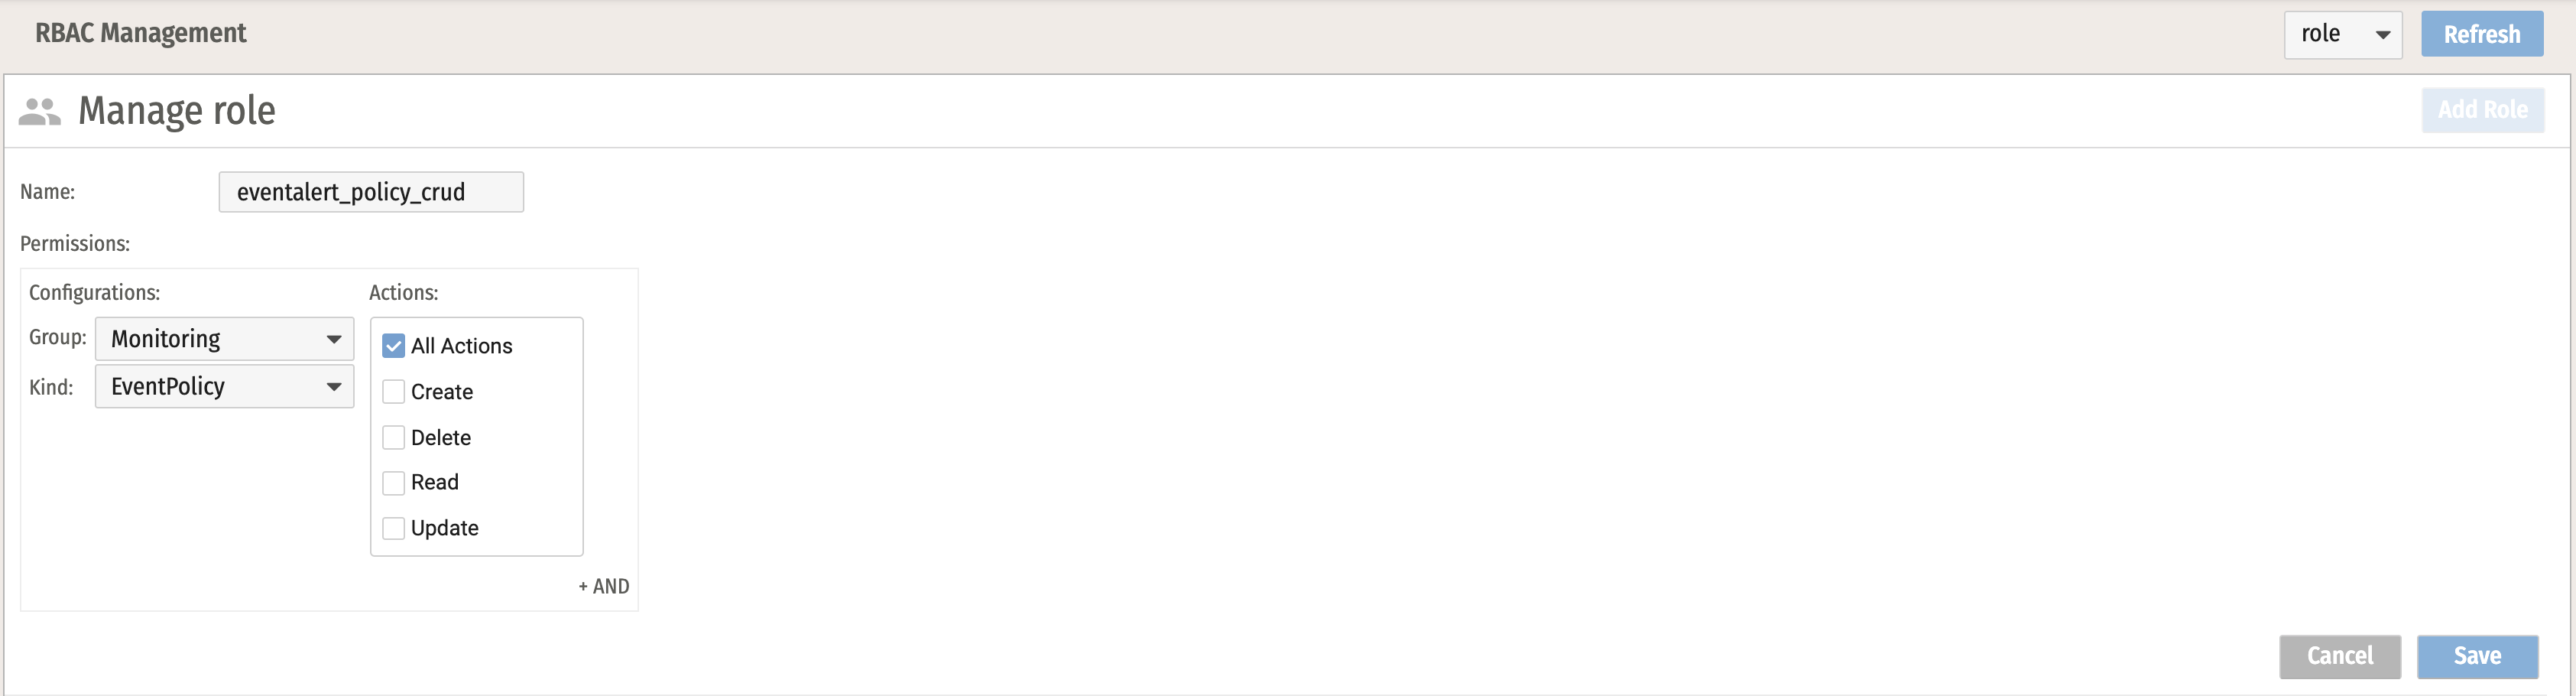 RBAC Management
role
Refresh
Manage role
Add Role
Name:
eventalert_policy_crud
Permissions:
Configurations:
Actions:
Group:
Monitoring
Kind:
EventPolicy
All Actions
Create
Delete
Read
Update
+ AND
Cancel
Save